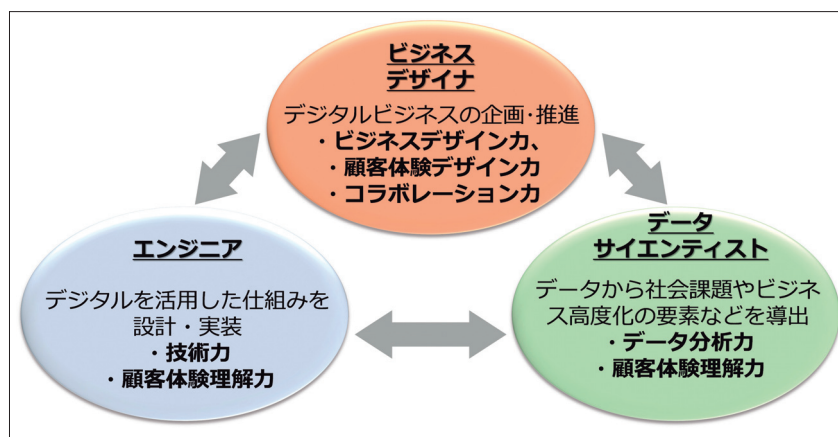 ビジネス
デザイナ
デジタルビジネスの企画・推進
・ビジネスデザイン力、
・顧客体験デザイン力
・コラボレーション力
エンジニア
デジタルを活用した仕組みを
設計・実装
・技術力
・顧客体験理解力
データ
サイエンティスト
データから社会課題やビジネ
ス高度化の要素などを導出
・データ分析力
・顧客体験理解力